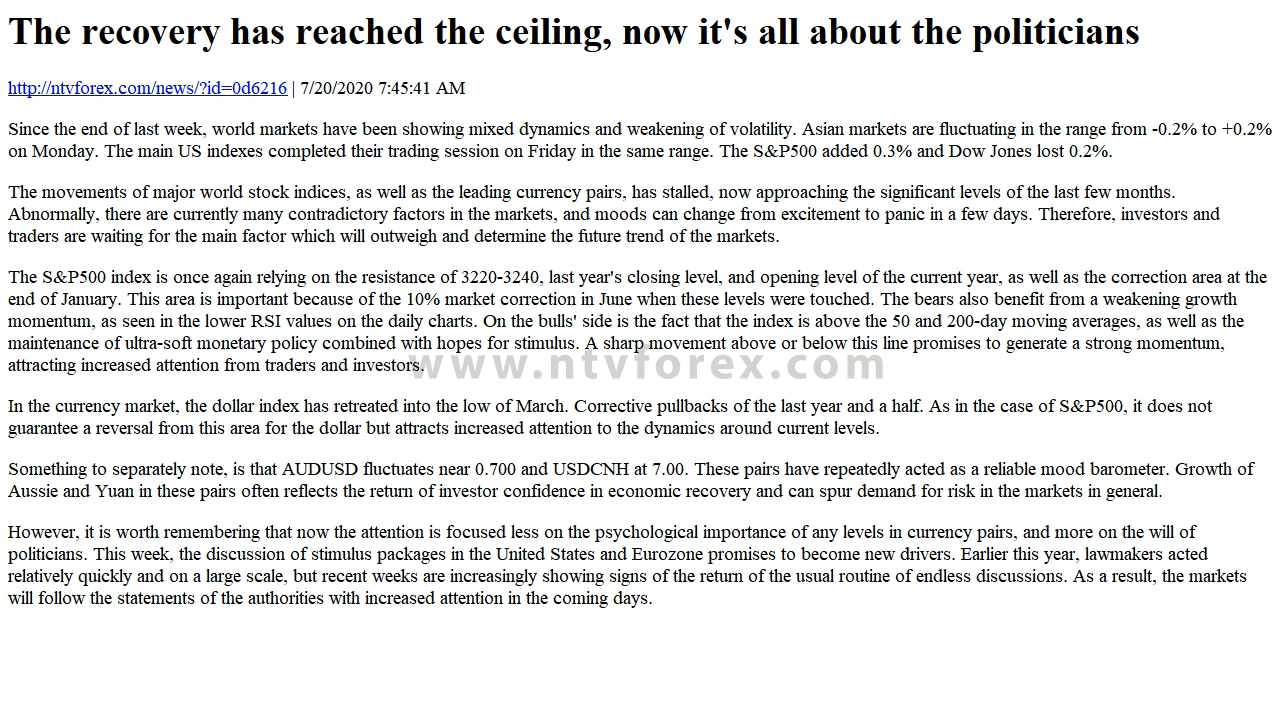 The recovery has reached the ceiling, now it's all about the politicians
http://ntvforex.com/news/?id=0d6216 | 7/20/2020 7:45:41 AM
Since the end of last week, world markets have been showing mixed dynamics and weakening of volatility. Asian markets are fluctuating in the range from -0.2% to +0.2%
on Monday. The main US indexes completed their trading session on Friday in the same range. The S&P500 added 0.3% and Dow Jones lost 0.2%.
The movements of major world stock indices, as well as the leading currency pairs, has stalled, now approaching the significant levels of the last few months.
Abnormally, there are currently many contradictory factors in the markets, and moods can change from excitement to panic in a few days. Therefore, investors and
traders are waiting for the main factor which will outweigh and determine the future trend of the markets.
The S&P500 index is once again relying on the resistance of 3220-3240, last year's closing level, and opening level of the current year, as well as the correction area at the
end of January. This area is important because of the 10% market correction in June when these levels were touched. The bears also benefit from a weakening growth
momentum, as seen in the lower RSI values on the daily charts. On the bulls' side is the fact that the index is above the 50 and 200-day moving averages, as well as the
maintenance of ultra-soft monetary policy combined with hopes for stimulus. A sharp movement above or below this line promises to generate a strong momentum,
attracting increased attention from traders and investors.
www.ntvforex.com
In the currency market, the dollar index has retreated into the low of March. Corrective pullbacks of the last year and a half. As in the case of S&P500, it does not
guarantee a reversal from this area for the dollar but attracts increased attention to the dynamics around current levels.
Something to separately note, is that AUDUSD fluctuates near 0.700 and USDCNH at 7.00. These pairs have repeatedly acted as a reliable mood barometer. Growth of
Aussie and Yuan in these pairs often reflects the return of investor confidence in economic recovery and can spur demand for risk in the markets in general.
However, it is worth remembering that now the attention is focused less on the psychological importance of any levels in currency pairs, and more on the will of
politicians. This week, the discussion of stimulus packages in the United States and Eurozone promises to become new drivers. Earlier this year, lawmakers acted
relatively quickly and on a large scale, but recent weeks are increasingly showing signs of the return of the usual routine of endless discussions. As a result, the markets
will follow the statements of the authorities with increased attention in the coming days.